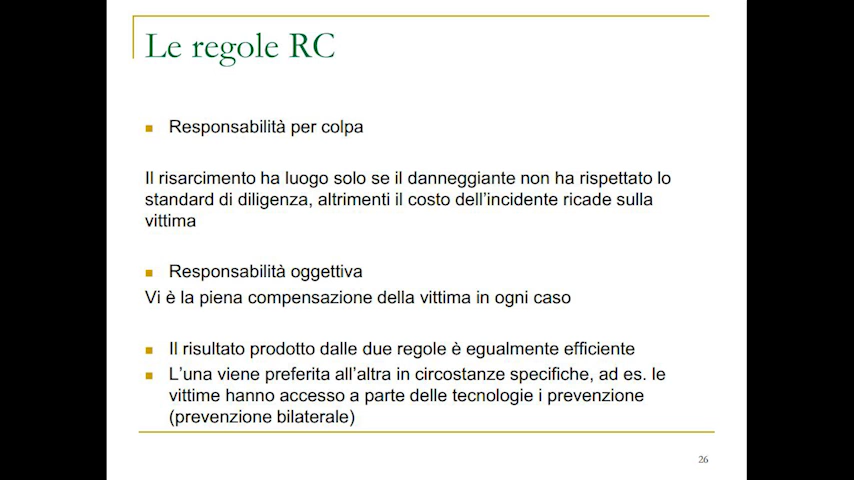 Le regole RC
Responsabilità per colpa
Il risarcimento ha luogo solo se il danneggiante non ha rispettato lo
standard di diligenza, altrimenti il costo dell'incidente ricade sulla
vittima
Responsabilità oggettiva
Vi è la piena compensazione della vittima in ogni caso
Il risultato prodotto dalle due regole è egualmente efficiente
L'una viene preferita all'altra in circostanze specifiche, ad es. le
vittime hanno accesso a parte delle tecnologie i prevenzione
(prevenzione bilaterale)
26